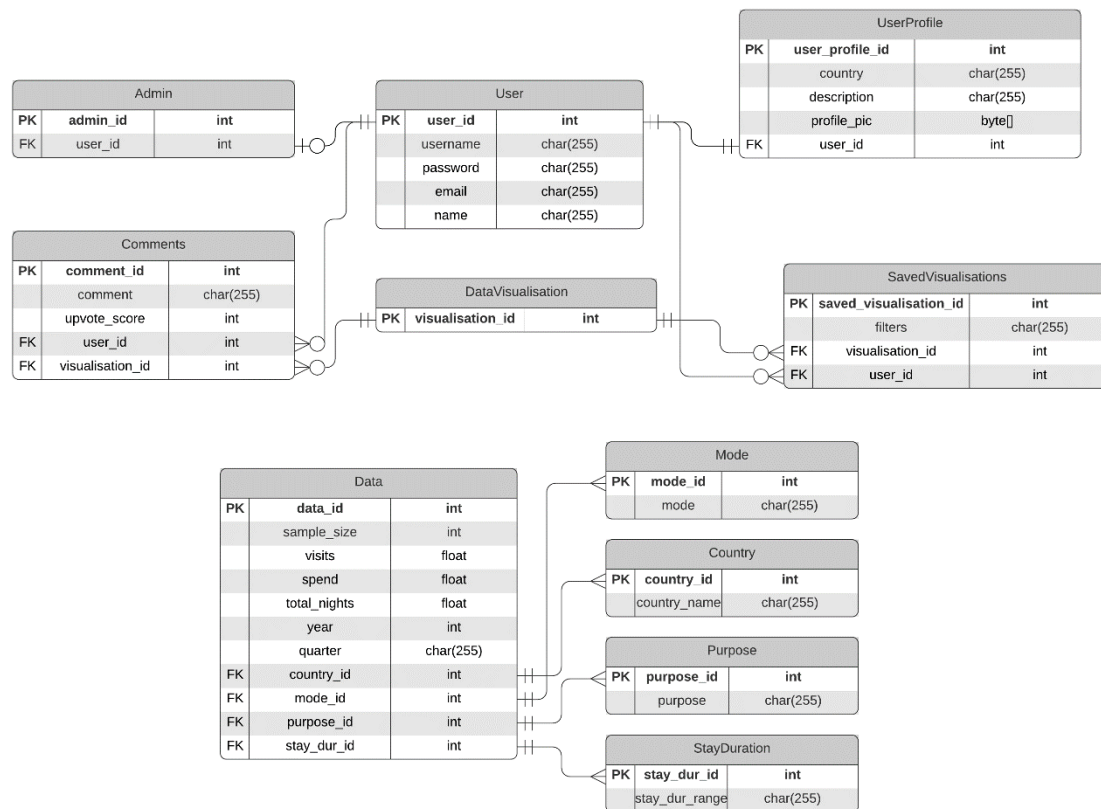 UserProfile
PK user_profile_id int
country char(255)
description char(255)
profile_pic byte[]
FK user_id int
Admin
PK admin_id int
FK user_id int
User
PK user_id int
username char(255)
password char(255)
email char(255)
name char(255)
Comments
PK comment_id int
comment char(255)
upvote_score int
FK user_id int
FK visualisation_id int
DataVisualisation
PK visualisation_id int
SavedVisualisations
PK saved_visualisation_id int
filters char(255)
FK visualisation_id int
FK user_id int
Data
PK data_id int
sample_size int
visits float
spend float
total_nights float
year int
quarter char(255)
FK country_id int
FK mode_id int
FK purpose_id int
FK stay_dur_id int
Mode
PK mode_id int
mode char(255)
Country
PK country_id int
country_name char(255)
Purpose
PK purpose_id int
purpose char(255)
StayDuration
PK stay_dur_id int
stay_dur_range char(255)